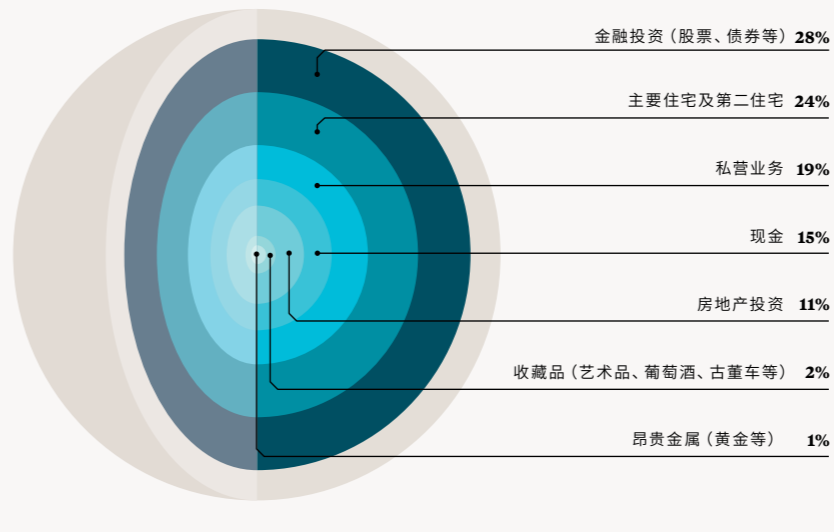 金融投资（股票、债券等） 28%
主要住宅及第二住宅 24%
私营业务 19%
现金 15%
房地产投资 11%
收藏品（艺术品、葡萄酒、古董车等） 2%
昂贵金属（黄金等） 1%